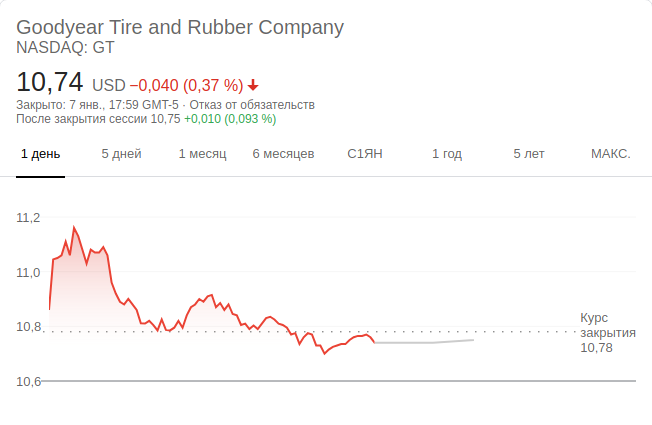 Goodyear Tire and Rubber Company
NASDAQ: GT
10,74 USD −0,040 (0,37 %)
Закрыто: 7 янв., 17:59 GMT-5 · Отказ от обязательств
После закрытия сессии 10,75 +0,010 (0,093 %)
1 день 5 дней 1 месяц 6 месяцев С1ЯН 1 год 5 лет МАКС.
11,2
11,0
10,8
10,6
Курс
закрытия
10,78